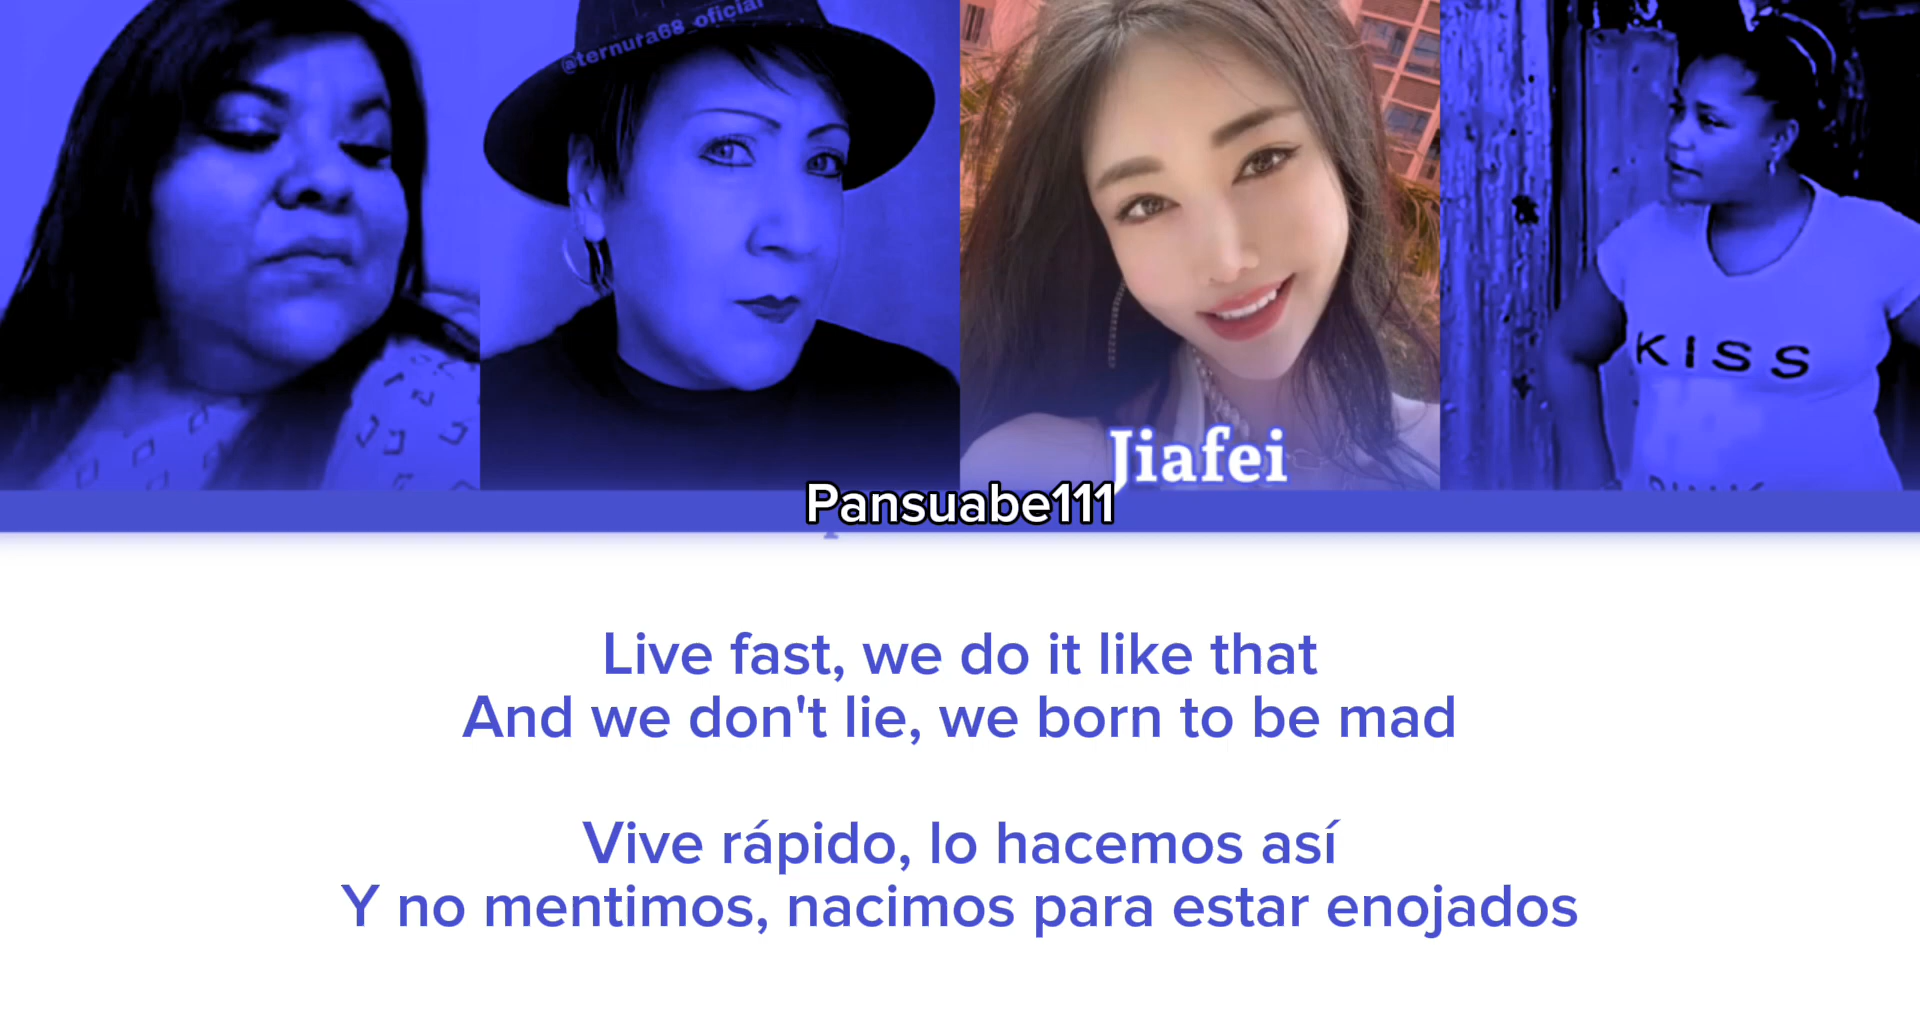 @ternura68_oficial
KISS
Jiafei
Pansuabe111
Live fast, we do it like that
And we don't lie, we born to be mad
Vive rápido, lo hacemos así
Y no mentimos, nacimos para estar enojados